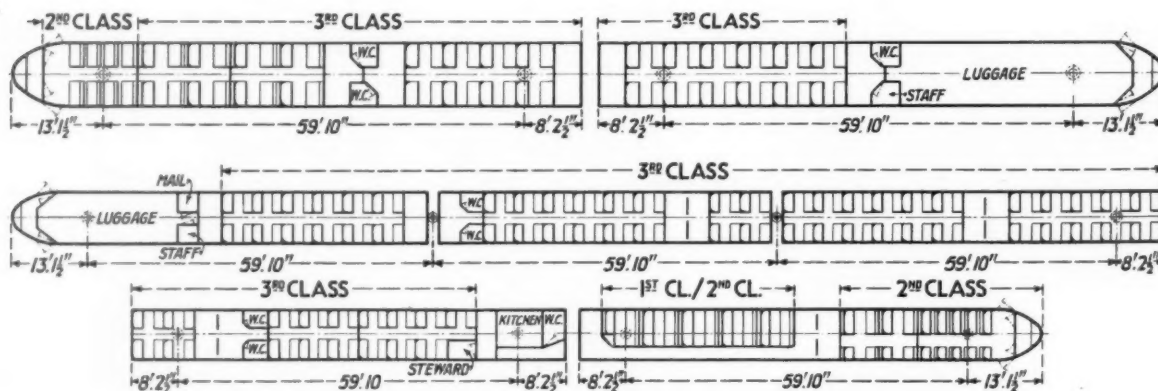 2ND CLASS 3RD CLASS 3RD CLASS
W.C. W.C.
LUGGAGE
W.C. STAFF
13'.1½" 59'.10" 8'.2½" 8'.2½" 59'.10" 13'.1½"
3RD CLASS
MAIL
LUGGAGE W.C.
W.C.
STAFF
13'.1½" 59'.10" 59'.10" 59'.10" 8'.2½"
3RD CLASS 1ST CL./2ND CL. 2ND CLASS
W.C. KITCHEN W.C.
W.C.
STEWARD
8'.2½" 59'.10 8'.2½" 8'.2½" 59'.10" 13'.1½"